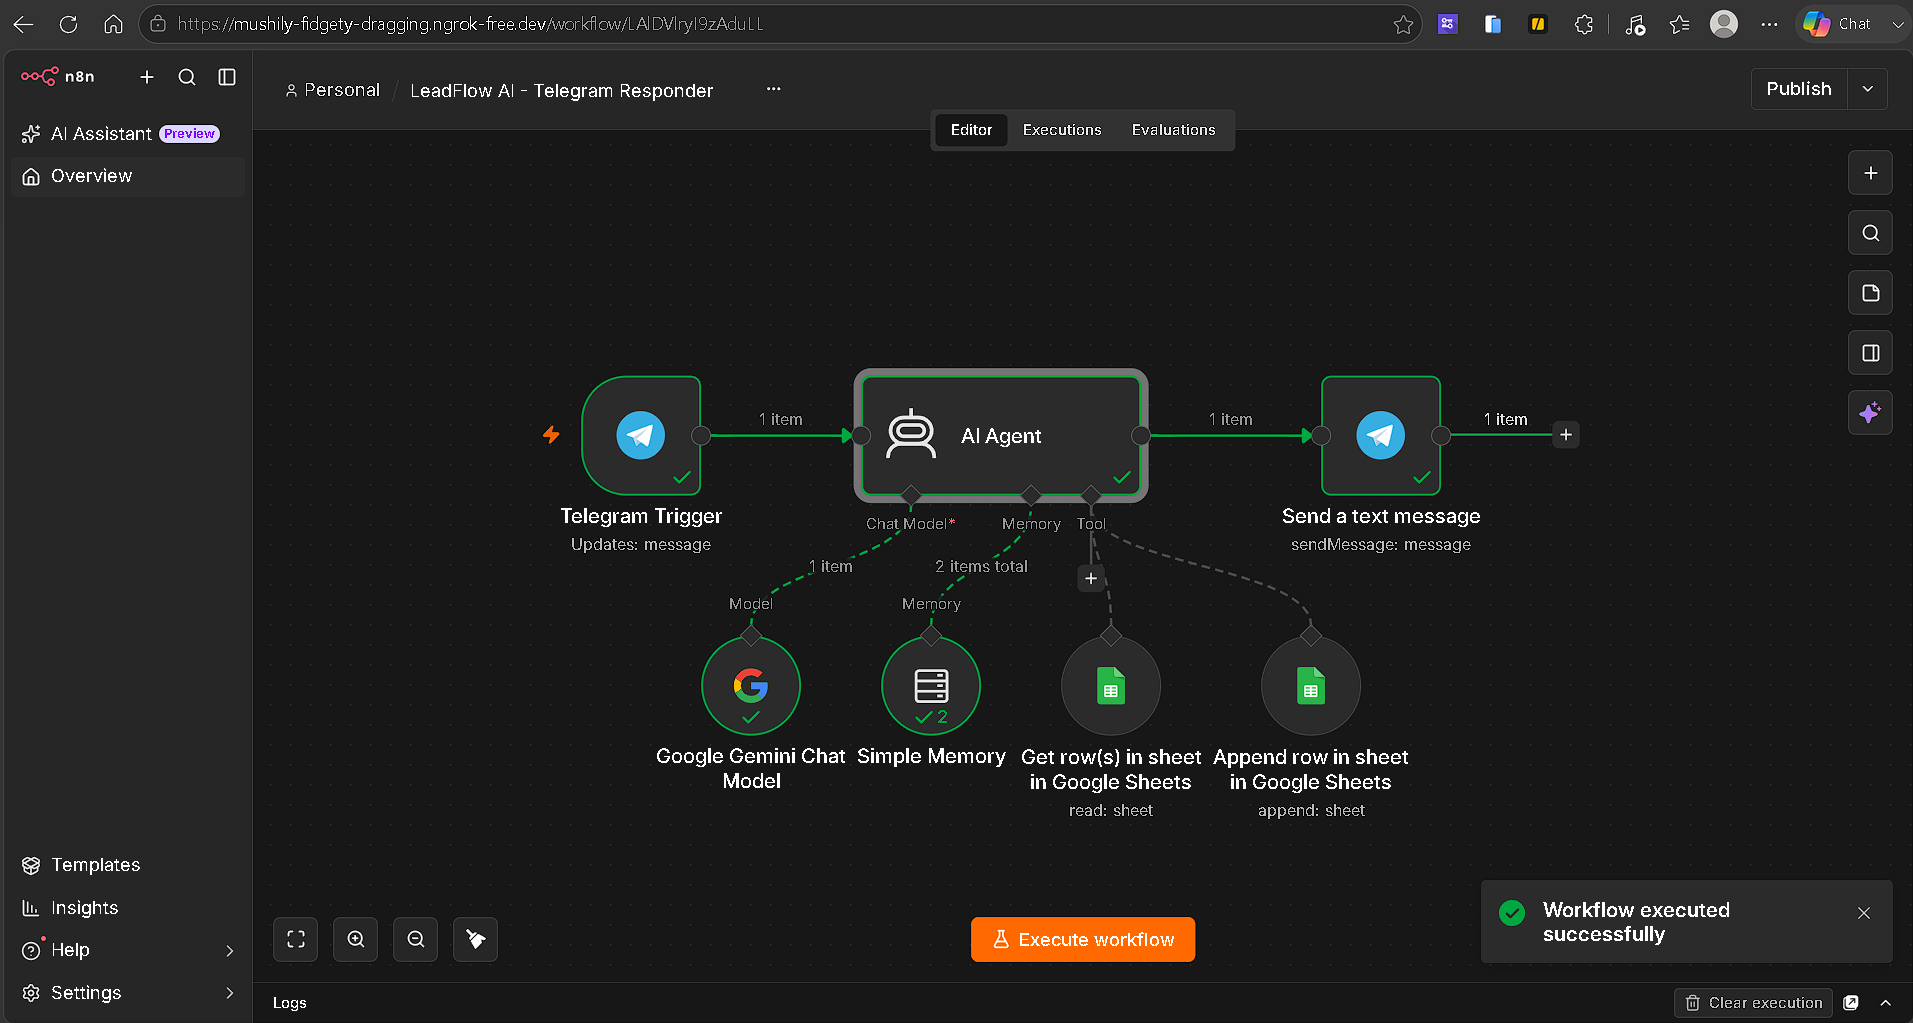 https://mushily-fidgety-dragging.ngrok-free.dev/workflow/LAIDVlryI9zAduLL
Chat
n8n
AI Assistant Preview
Overview
Personal / LeadFlow AI - Telegram Responder
Publish
Editor Executions Evaluations
1 item
AI Agent
1 item
1 item
Telegram Trigger
Updates: message
Chat Model*
Memory
Tool
Send a text message
sendMessage: message
1 item
2 items total
Model
Memory
2
Google Gemini Chat
Model
Simple Memory
Get row(s) in sheet
in Google Sheets
read: sheet
Append row in sheet
in Google Sheets
append: sheet
Templates
Insights
Help
Settings
Execute workflow
Workflow executed
successfully
Logs
Clear execution